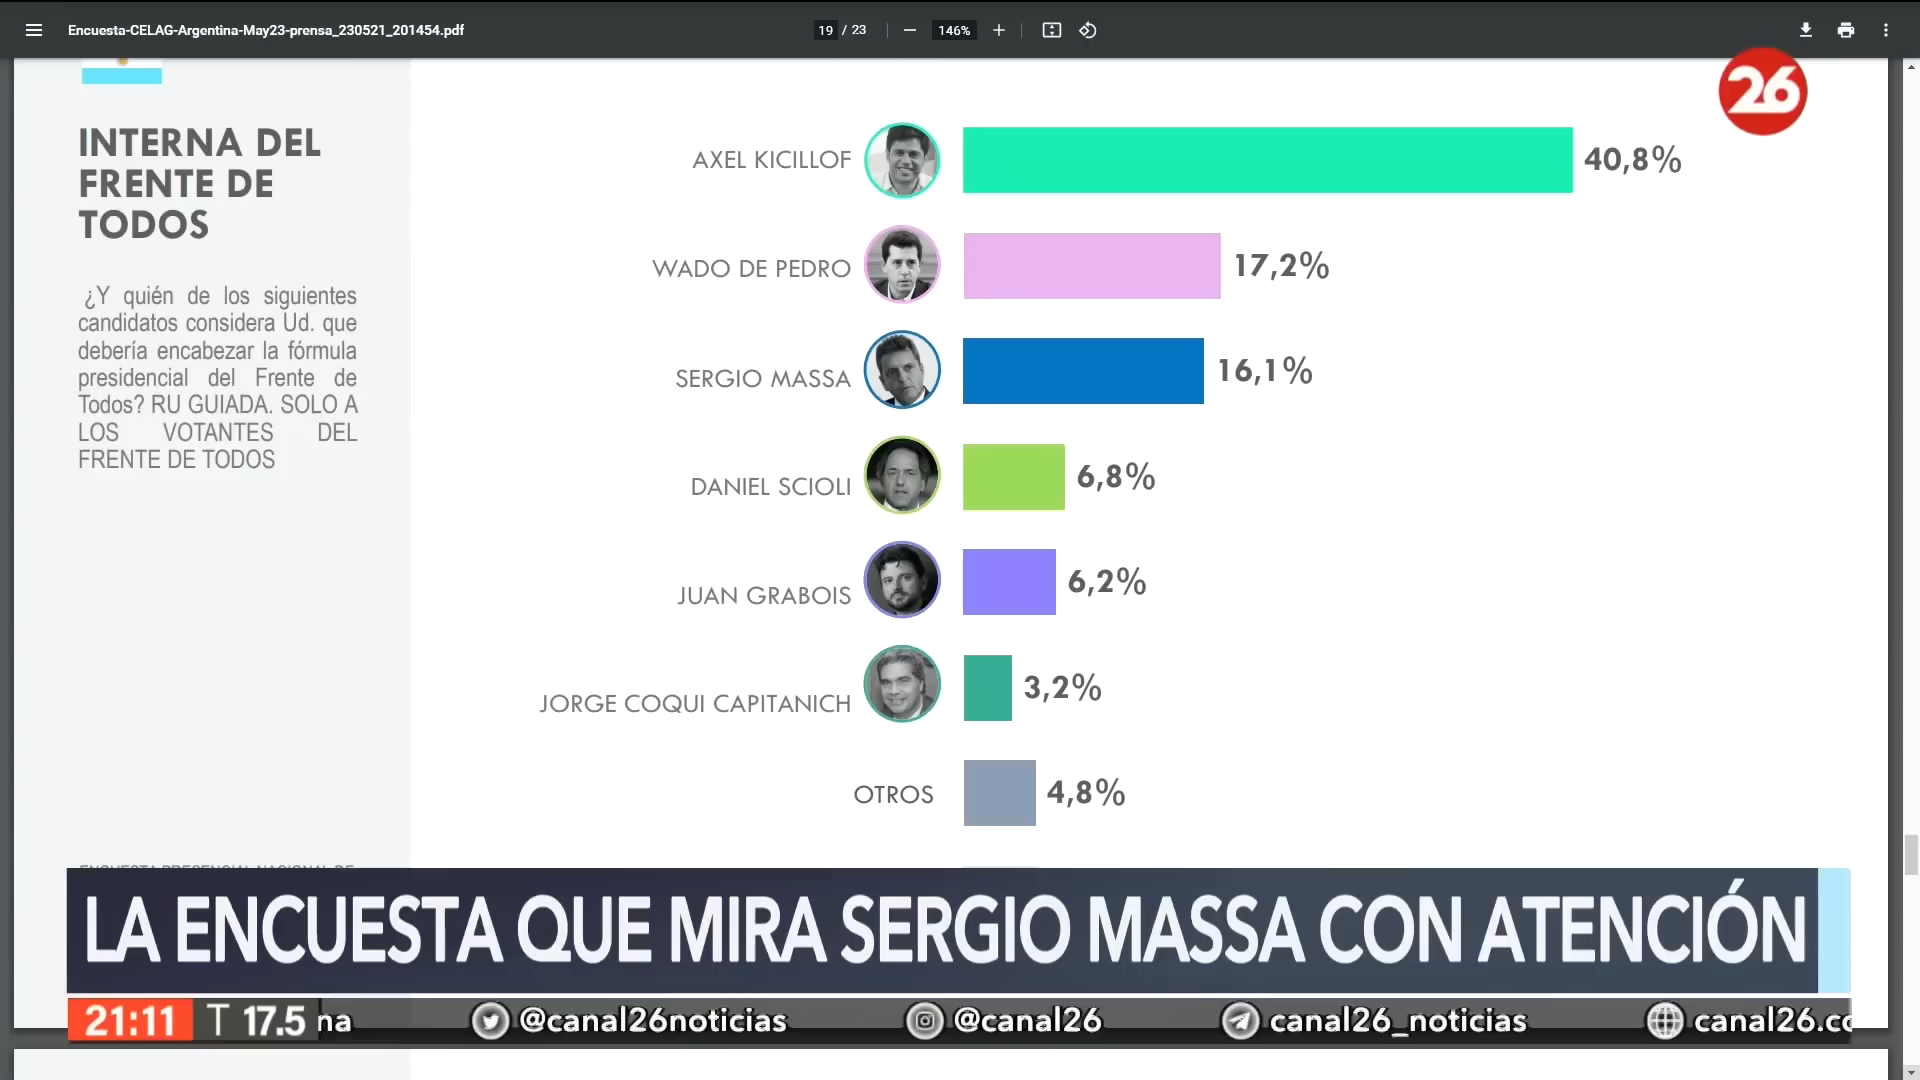 Encuesta-CELAG-Argentina-May23-prensa_230521_201454.pdf
19 / 23
146%
26
INTERNA DEL
FRENTE DE
TODOS
¿Y quién de los siguientes
candidatos considera Ud. que
debería encabezar la fórmula
presidencial del Frente de
Todos? RU GUIADA. SOLO A
LOS VOTANTES DEL
FRENTE DE TODOS
AXEL KICILLOF 40,8%
WADO DE PEDRO 17,2%
SERGIO MASSA 16,1%
DANIEL SCIOLI 6,8%
JUAN GRABOIS 6,2%
JORGE COQUI CAPITANICH 3,2%
OTROS 4,8%
LA ENCUESTA QUE MIRA SERGIO MASSA CON ATENCIÓN
21:11 T 17.5 na @canal26noticias @canal26 canal26_noticias canal26.co